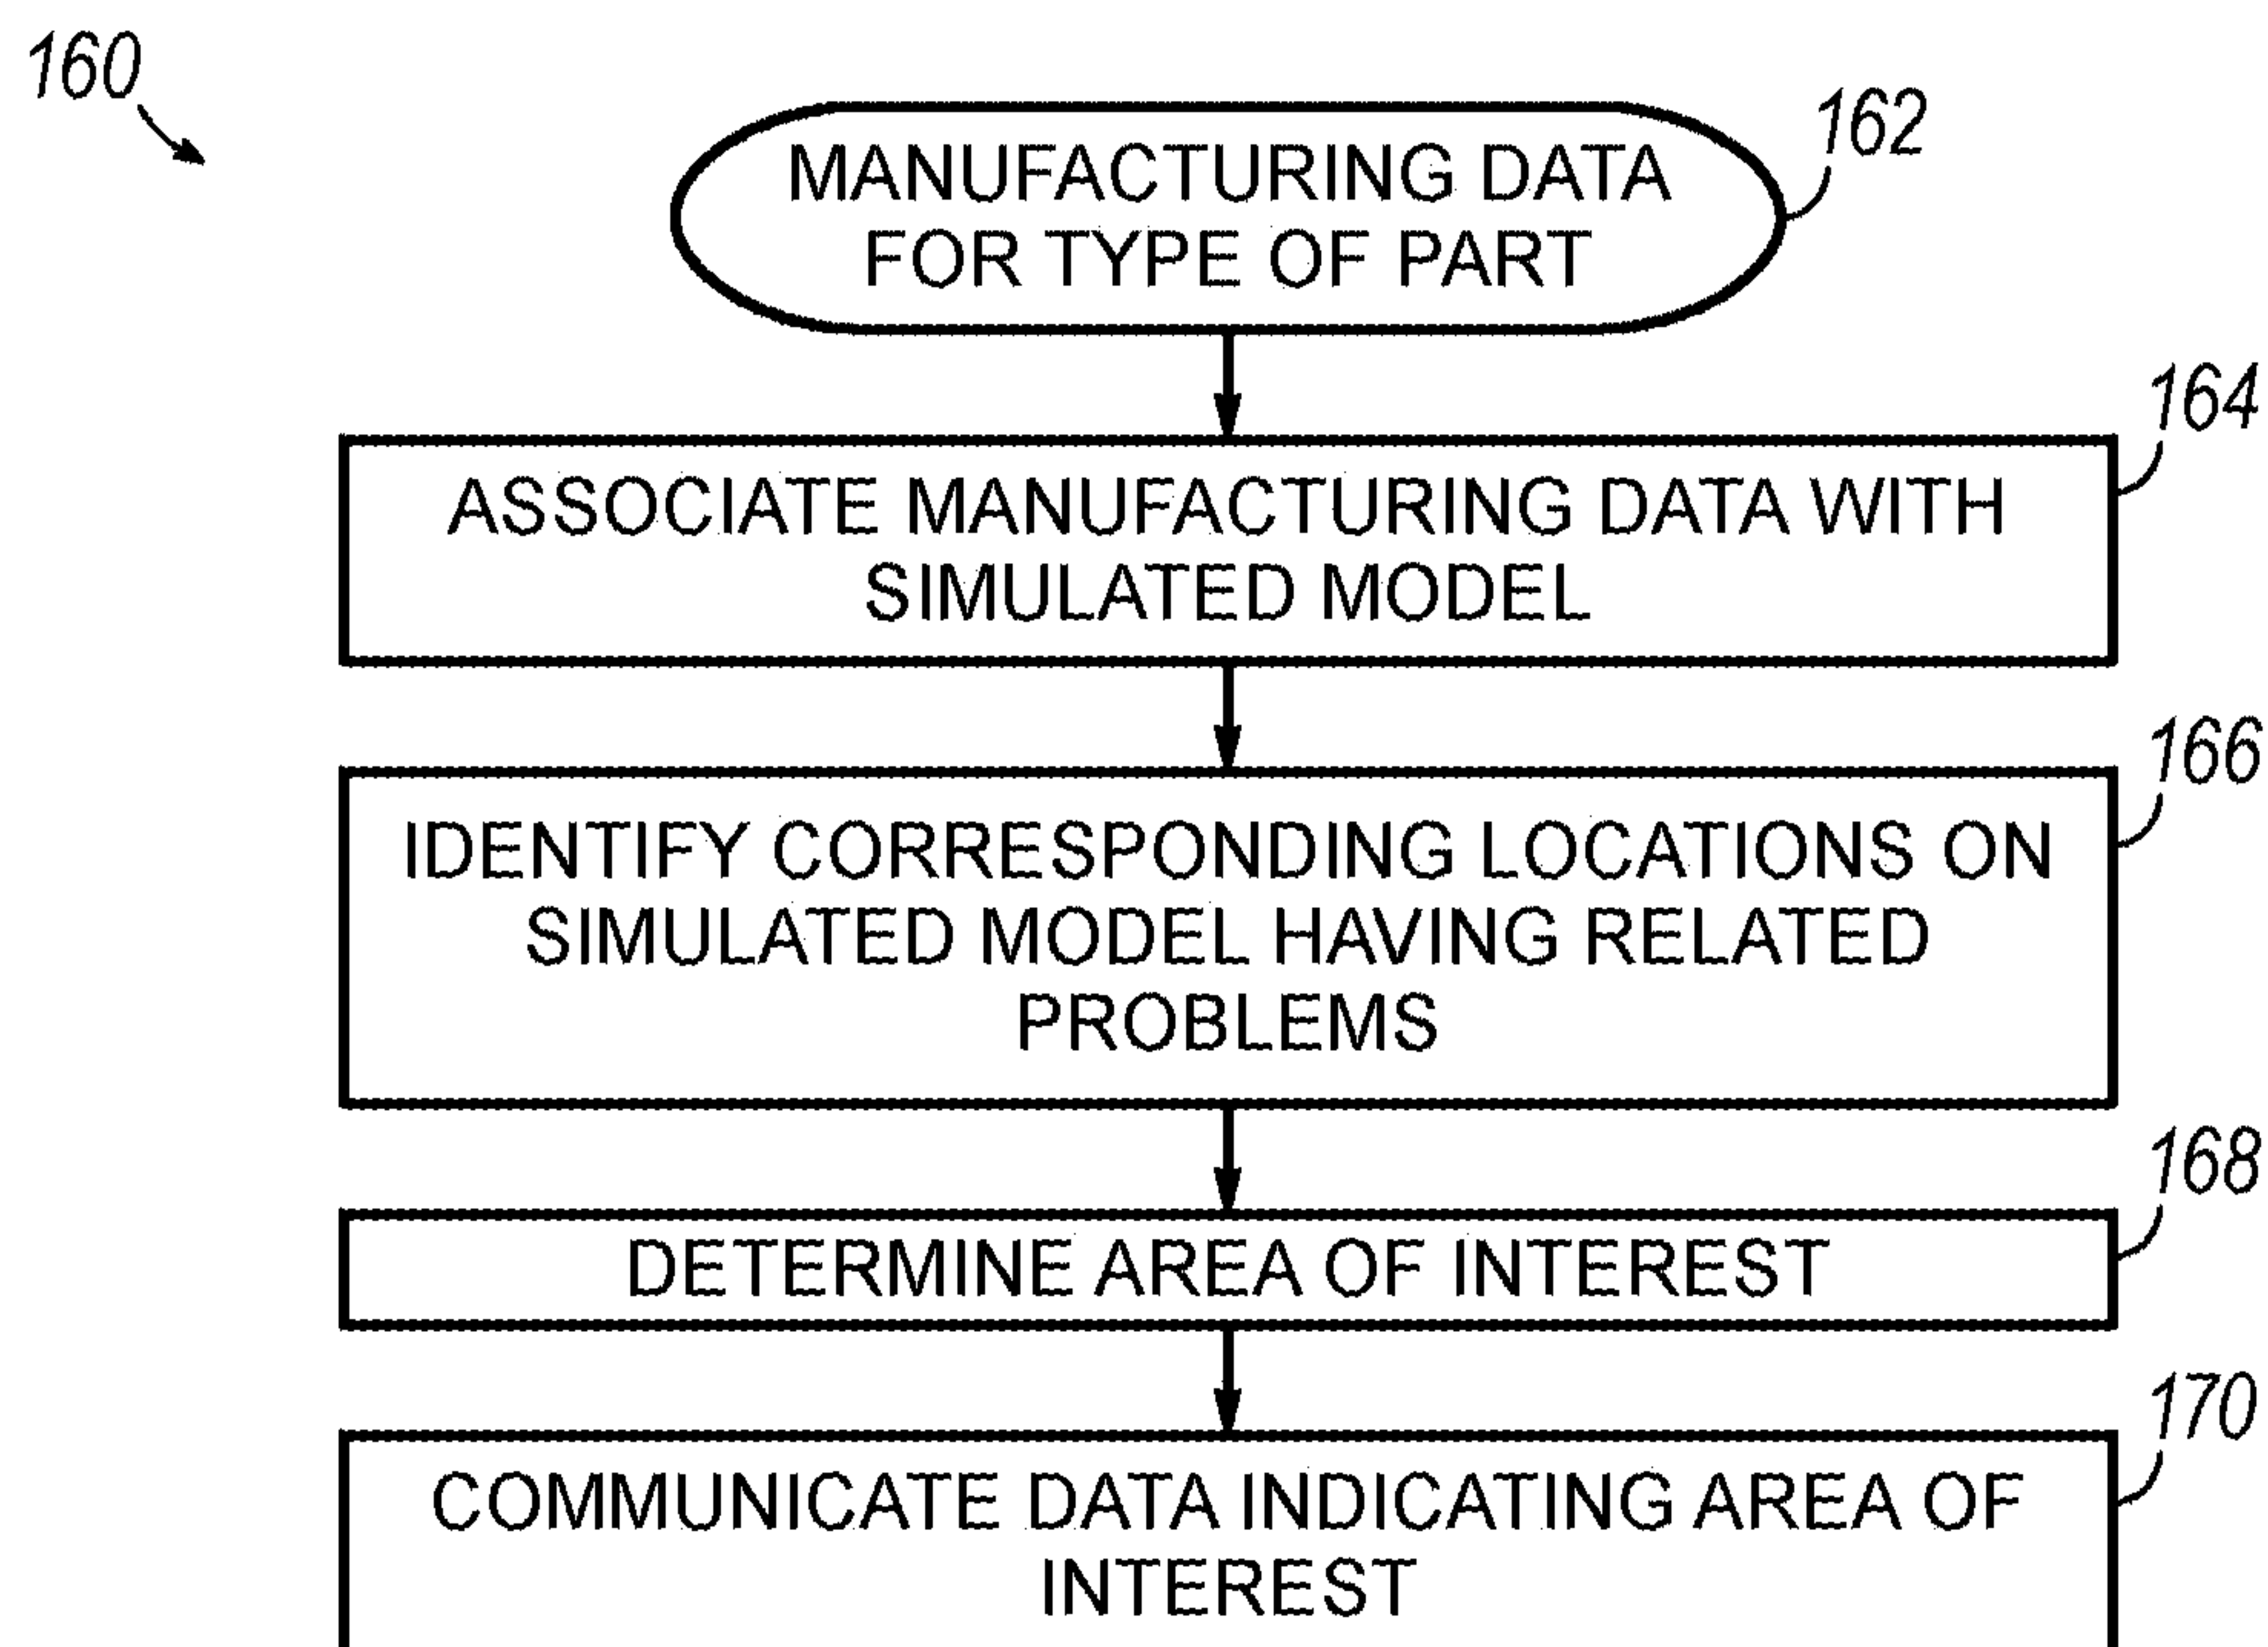 160
162
MANUFACTURING DATA
FOR TYPE OF PART
164
ASSOCIATE MANUFACTURING DATA WITH
SIMULATED MODEL
166
IDENTIFY CORRESPONDING LOCATIONS ON
SIMULATED MODEL HAVING RELATED
PROBLEMS
168
DETERMINE AREA OF INTEREST
170
COMMUNICATE DATA INDICATING AREA OF
INTEREST